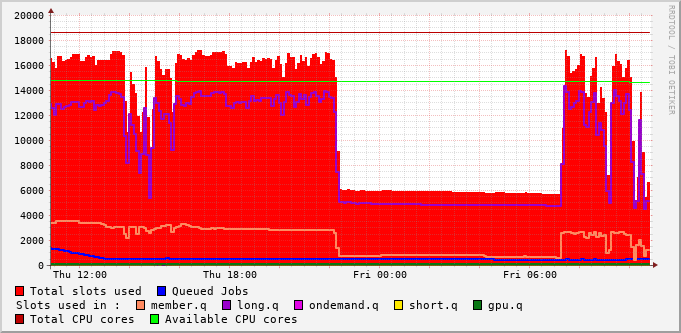 RRDTOOL / TOBI OETIKER
20000
18000
16000
14000
12000
10000
8000
6000
4000
2000
0
Thu 12:00 Thu 18:00 Fri 00:00 Fri 06:00
Total slots used Queued Jobs
Slots used in : member.q long.q ondemand.q short.q gpu.q
Total CPU cores Available CPU cores